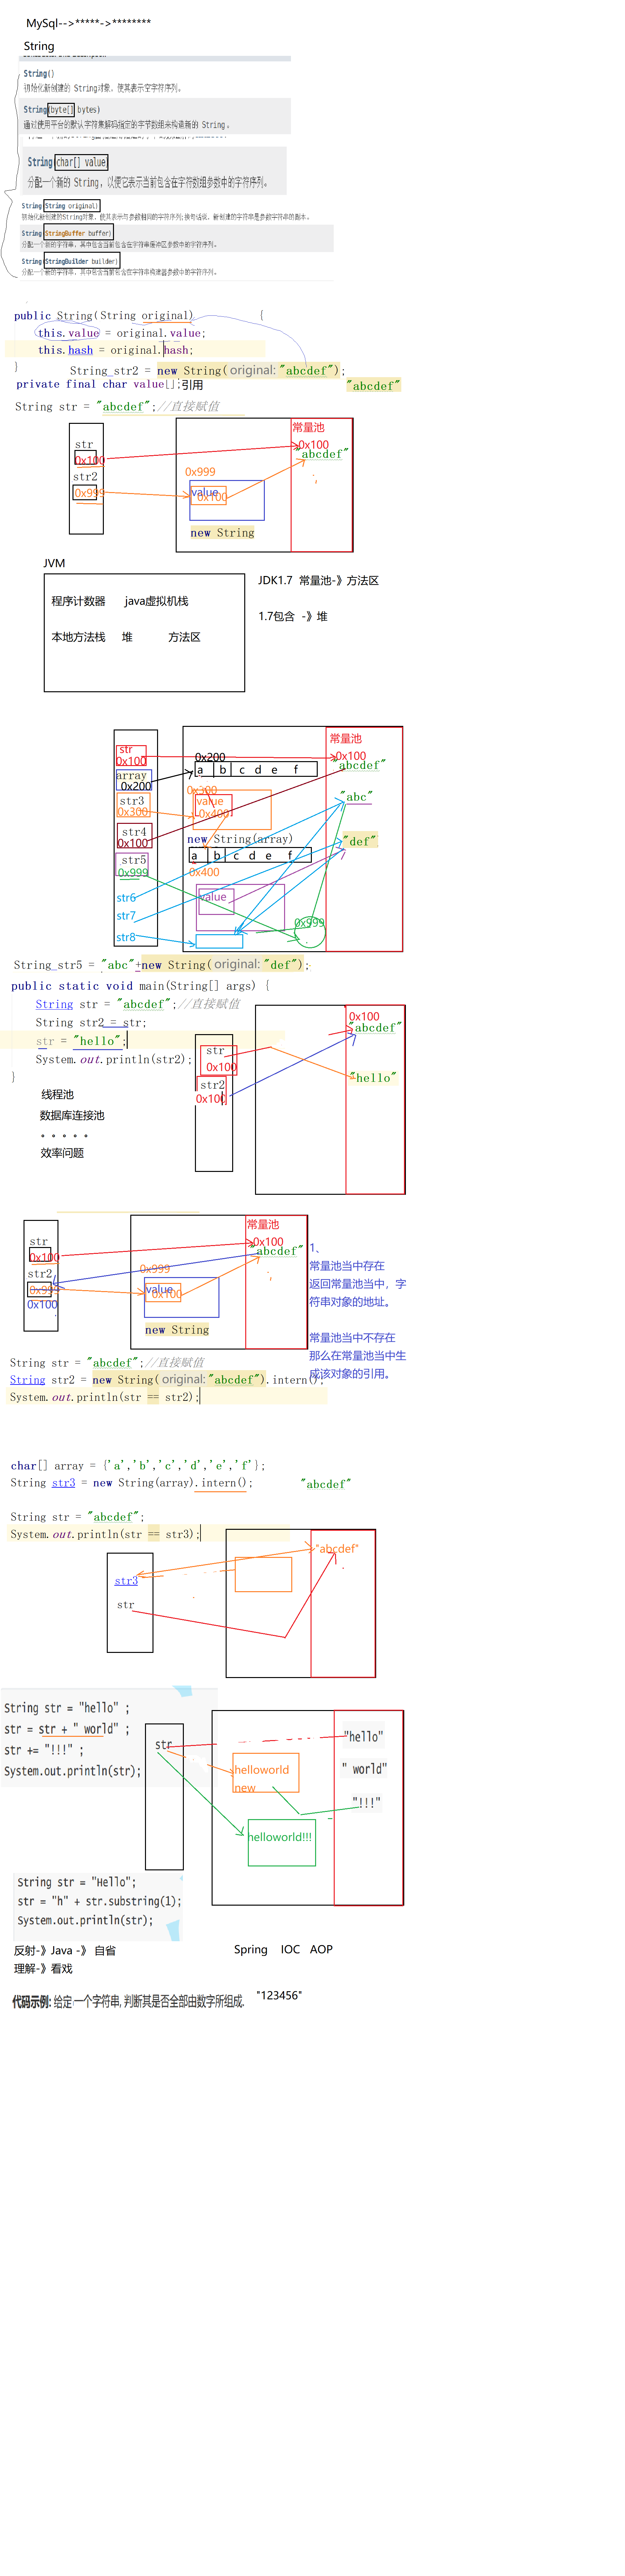 MySql-->*****->********
String
String()
初始化新创建的 String对象，使其表示空字符序列。
String(byte[] bytes)
通过使用平台的默认字符集解码指定的字节数组来构造新的 String 。
String(char[] value)
分配一个新的 String ，以便它表示当前包含在字符数组参数中的字符序列。
String(String original)
初始化新创建的String对象，使其表示与参数相同的字符序列；换句话说，新创建的字符串是参数字符串的副本。
String(StringBuffer buffer)
分配一个新的字符串，其中包含当前包含在字符串缓冲区参数中的字符序列。
String(StringBuilder builder)
分配一个新的字符串，其中包含当前包含在字符串构建器参数中的字符序列。
public String(String original) {
this.value = original.value;
this.hash = original.hash;
}
String str2 = new String( original: "abcdef");
private final char value[];引用
"abcdef"
String str = "abcdef";//直接赋值
常量池
str
0x100
0x100
"abcdef"
str2
0x999
0x999
value
0x100
new String
JVM
JDK1.7 常量池-》方法区
程序计数器 java虚拟机栈
1.7包含 -》堆
本地方法栈 堆 方法区
常量池
str
0x100
0x200
0x100
abcdef"
array
0x200
a b c d e f
str3
0x300
0x300
value
0x400
"abc"
str4
0x100
new String(array)
"def"
str5
0x999
a b c d e f
0x400
str6
value
str7
0x999
str8
String str5 = "abc"+new String( original: "def");
public static void main(String[] args) {
String str = "abcdef";//直接赋值
String str2 = str;
str = "hello";
System.out.println(str2);
}
0x100
"abcdef"
str
0x100
"hello"
str2
0x100
线程池
数据库连接池
。。。。。
效率问题
常量池
str
0x100
0x100
abcdef"
str2
0x999
0x100
0x999
value
0x100
new String
1、
常量池当中存在
返回常量池当中，字
符串对象的地址。
常量池当中不存在
那么在常量池当中生
成该对象的引用。
String str = "abcdef";//直接赋值
String str2 = new String( original: "abcdef").intern();
System.out.println(str == str2);
char[] array = {'a','b','c','d','e','f'};
String str3 = new String(array).intern();
"abcdef"
String str = "abcdef";
System.out.println(str == str3);
"abcdef"
str3
str
String str = "hello" ;
str = str + " world" ;
str += "!!!" ;
System.out.println(str);
str
"hello"
helloworld
new
" world"
"!!!"
helloworld!!!
String str = "Hello";
str = "h" + str.substring(1);
System.out.println(str);
反射-》Java -》 自省
Spring IOC AOP
理解-》看戏
代码示例: 给定一个字符串, 判断其是否全部由数字所组成.
"123456"